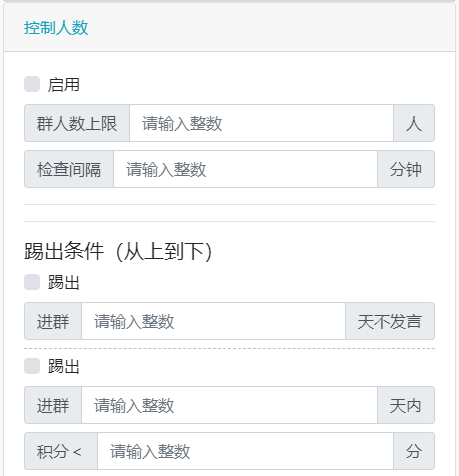 控制人数
启用
群人数上限 请输入整数 人
检查间隔 请输入整数 分钟
踢出条件（从上到下）
踢出
进群 请输入整数 天不发言
踢出
进群 请输入整数 天内
积分 < 请输入整数 分